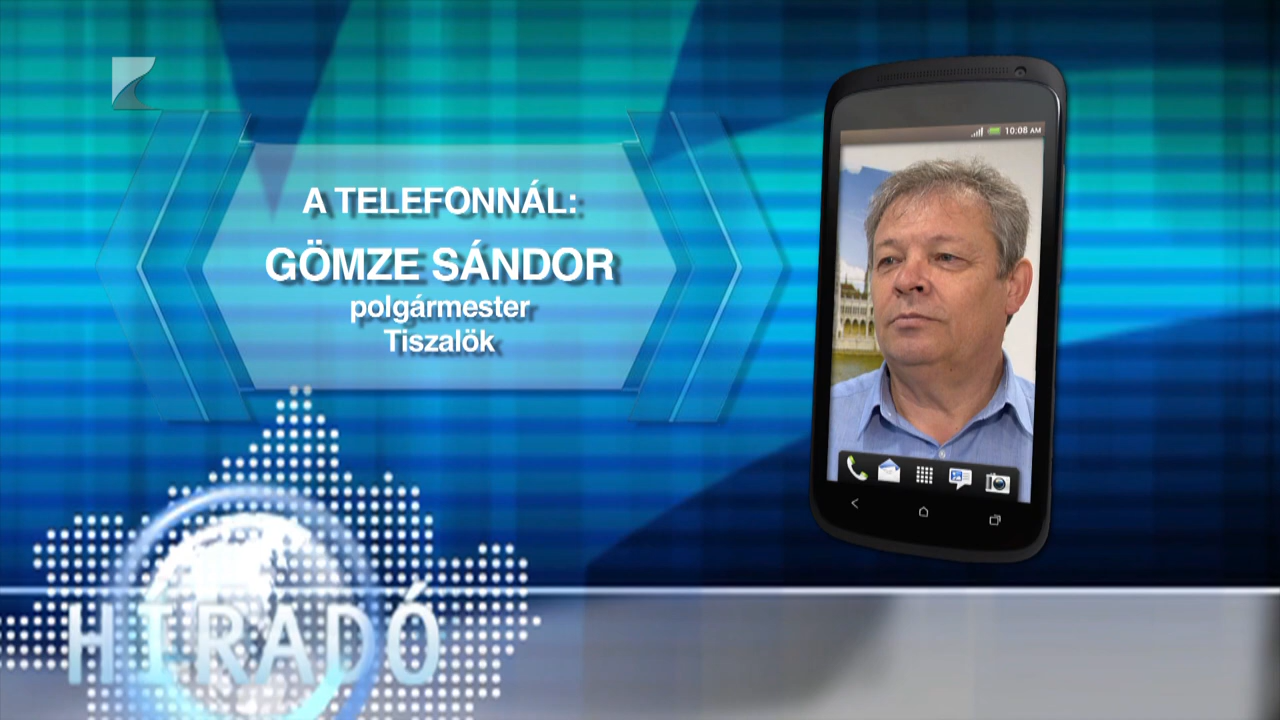 A TELEFONNÁL:
GÖMZE SÁNDOR
polgármester
Tiszalök
10:08 AM
HÍRADÓ